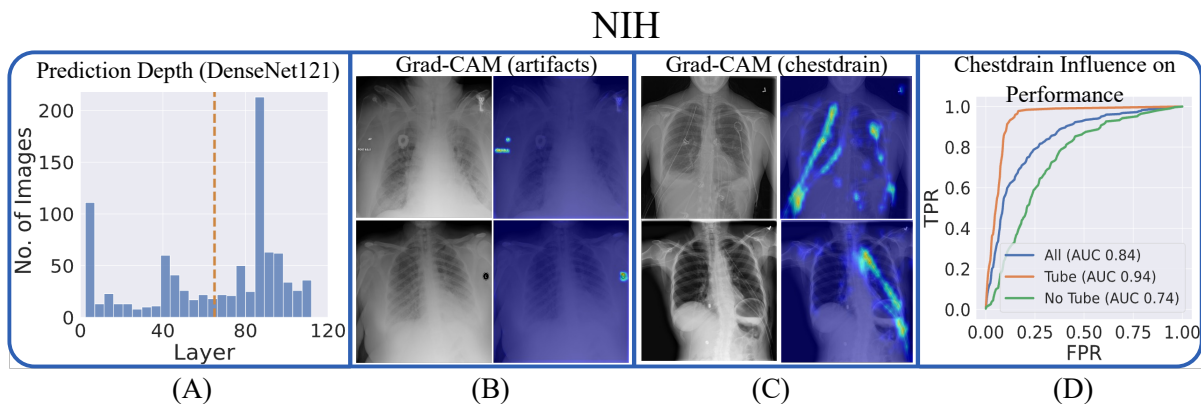 NIH
Prediction Depth (DenseNet121)
No. of Images
200
150
100
50
0
0
40
80
120
Layer
(A)
Grad-CAM (artifacts)
(B)
Grad-CAM (chestdrain)
(C)
Chestdrain Influence on
Performance
TPR
1.0
0.8
0.6
0.4
0.2
0.0
All (AUC 0.84)
Tube (AUC 0.94)
No Tube (AUC 0.74)
0.00
0.25
0.50
0.75
1.00
FPR
(D)